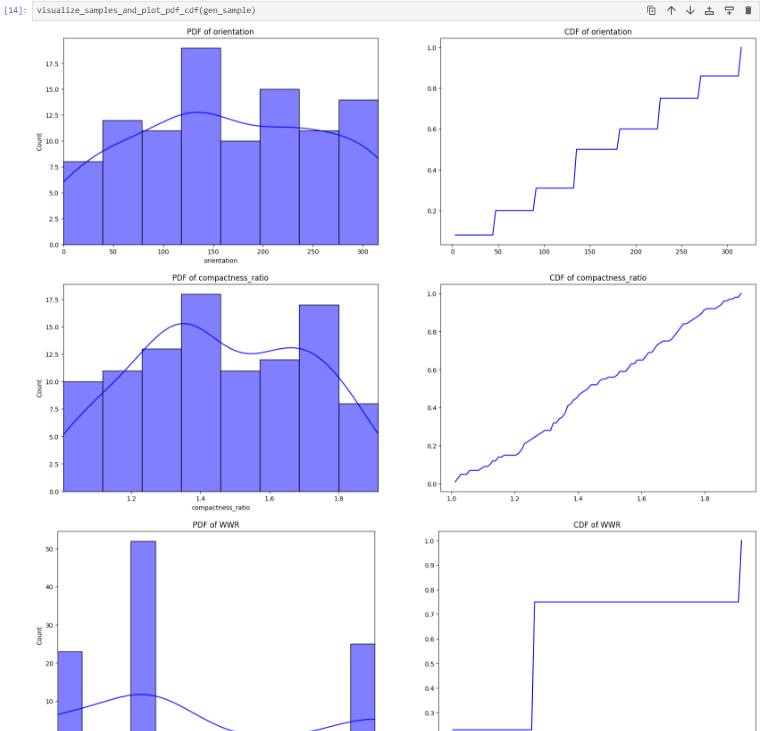 [14]: visualize_samples_and_plot_pdf_cdf(gen_sample)
PDF of orientation
CDF of orientation
17.5
15.0
12.5
10.0
7.5
5.0
2.5
0.0
Count
0 50 100 150 200 250 300
orientation
1.0
0.8
0.6
0.4
0.2
0 50 100 150 200 250 300
PDF of compactness_ratio
CDF of compactness_ratio
17.5
15.0
12.5
10.0
7.5
5.0
2.5
0.0
Count
1.2 1.4 1.6 1.8
compactness_ratio
1.0
0.8
0.6
0.4
0.2
0.0
1.0 1.2 1.4 1.6 1.8
PDF of WWR
CDF of WWR
50
40
30
20
10
Count
1.0
0.9
0.8
0.7
0.6
0.5
0.4
0.3